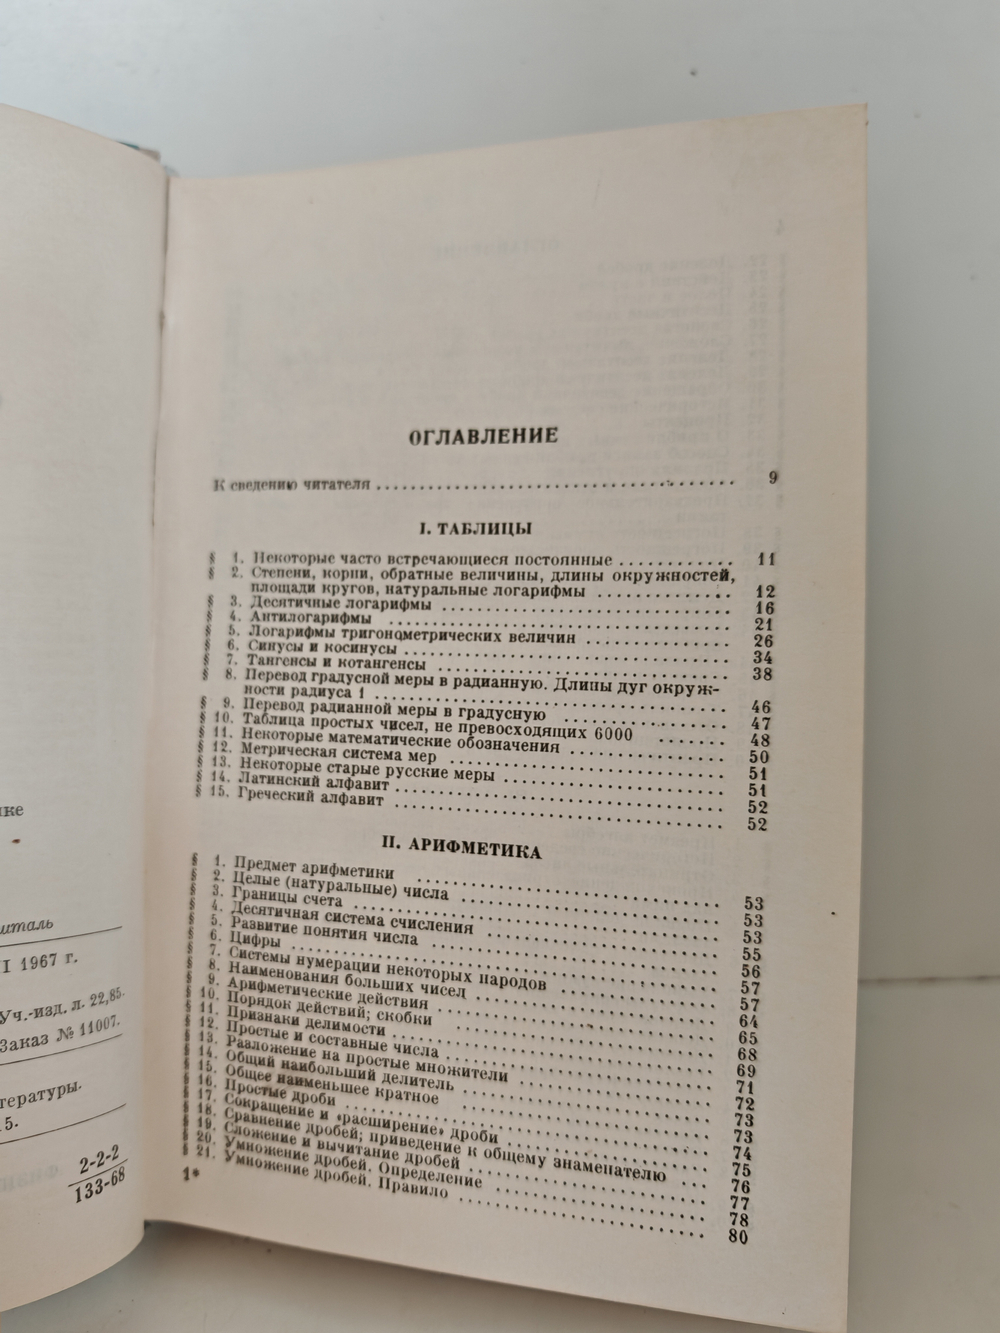 шталь
I 1967 г.
Уч.-изд. л. 22,85.
Заказ № 11007.
тературы.
2-2-2
133-68
ОГЛАВЛЕНИЕ
К сведению читателя 9
I. ТАБЛИЦЫ
§ 1. Некоторые часто встречающиеся постоянные 11
§ 2. Степени, корни, обратные величины, длины окружностей,
площади кругов, натуральные логарифмы 12
§ 3. Десятичные логарифмы 16
§ 4. Антилогарифмы 21
§ 5. Логарифмы тригонометрических величин 26
§ 6. Синусы и косинусы 34
§ 7. Тангенсы и котангенсы 38
§ 8. Перевод градусной меры в радианную. Длины дуг окруж-
ности радиуса 1 46
§ 9. Перевод радианной меры в градусную 47
§ 10. Таблица простых чисел, не превосходящих 6000 48
§ 11. Некоторые математические обозначения 50
§ 12. Метрическая система мер 51
§ 13. Некоторые старые русские меры 51
§ 14. Латинский алфавит 52
§ 15. Греческий алфавит 52
II. АРИФМЕТИКА
§ 1. Предмет арифметики 53
§ 2. Целые (натуральные) числа 53
§ 3. Границы счета 53
§ 4. Десятичная система счисления 55
§ 5. Развитие понятия числа 56
§ 6. Цифры 57
§ 7. Системы нумерации некоторых народов 57
§ 8. Наименования больших чисел 64
§ 9. Арифметические действия 65
§ 10. Порядок действий; скобки 68
§ 11. Признаки делимости 69
§ 12. Простые и составные числа 71
§ 13. Разложение на простые множители 72
§ 14. Общий наибольший делитель 73
§ 15. Общее наименьшее кратное 73
§ 16. Простые дроби 74
§ 17. Сокращение и «расширение» дроби 75
§ 18. Сравнение дробей; приведение к общему знаменателю 76
§ 19. Сложение и вычитание дробей 77
§ 20. Умножение дробей. Определение 78
§ 21. Умножение дробей. Правило 80
1*